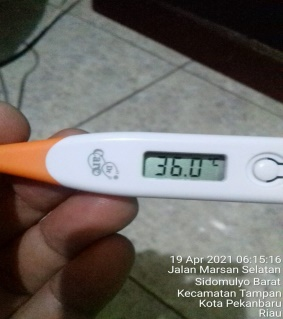 36.0 °C
Dr.
Care
19 Apr 2021 06:15:16
Jalan Marsan Selatan
Sidomulyo Barat
Kecamatan Tampan
Kota Pekanbaru
Riau